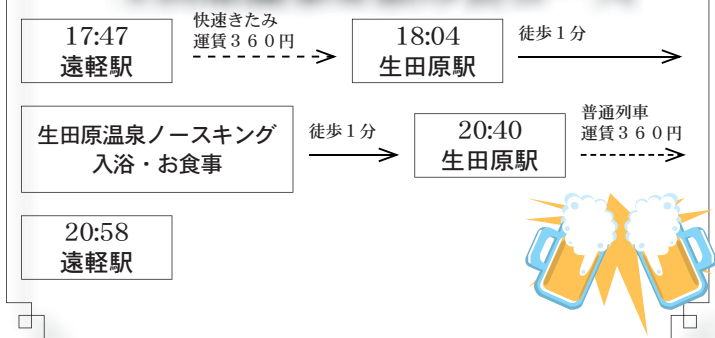 17:47
遠軽駅
快速きたみ
運賃３６０円
18:04
生田原駅
徒歩１分
生田原温泉ノースキング
入浴・お食事
徒歩１分
20:40
生田原駅
普通列車
運賃３６０円
20:58
遠軽駅